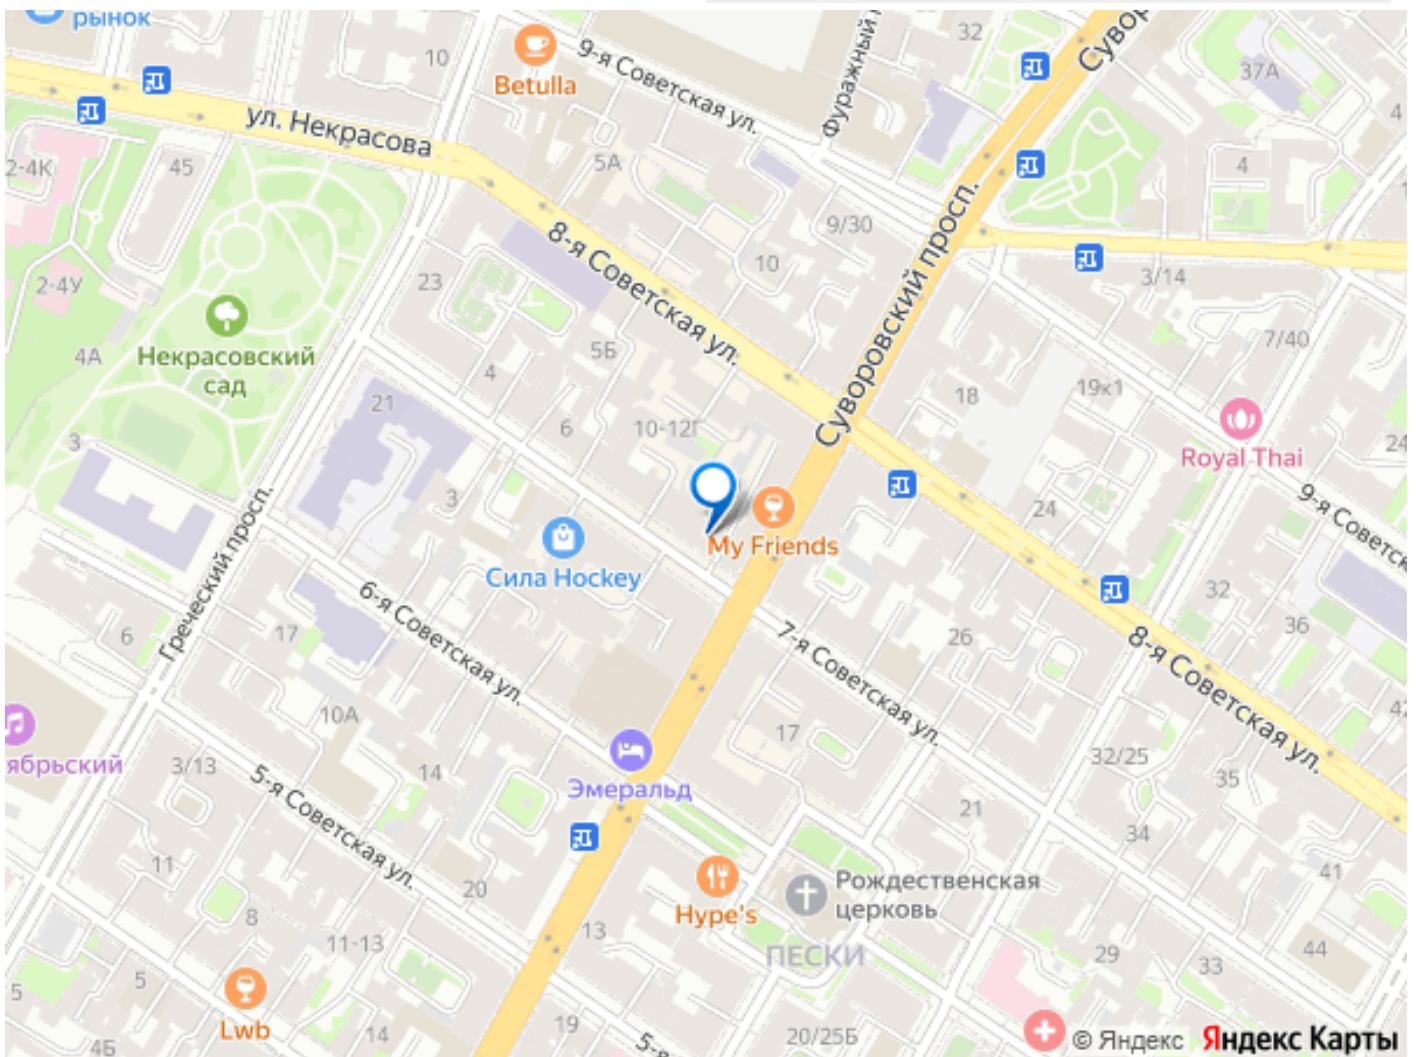 рынок
Betulla
10
9-я Советская ул.
32
Фуражный
Сувор
37А
4
ул. Некрасова
2-4К
45
5А
4
9/30
Суворовский просп.
8-я Советская ул.
10
2-4У
23
3/14
Некрасовский
сад
4А
5Б
4
7/40
21
18
19к1
6
10-12Г
Royal Thai
24
3
3
24
9-я Советс
My Friends
Сила Hockey
Греческий просп.
6-я Советская ул.
32
36
6
17
7-я Советская ул.
26
8-я Советская ул.
10А
42
ябрьский
3/13
5-я Советская ул.
14
Эмеральд
17
32/25
35
21
34
11
20
41
Hype's
Рождественская
церковь
8
11-13
13
ПЕСКИ
29
33
44
5
5
Lwb
14
19
5-я
20/25Б
4Б
© Яндекс Яндекс Карты